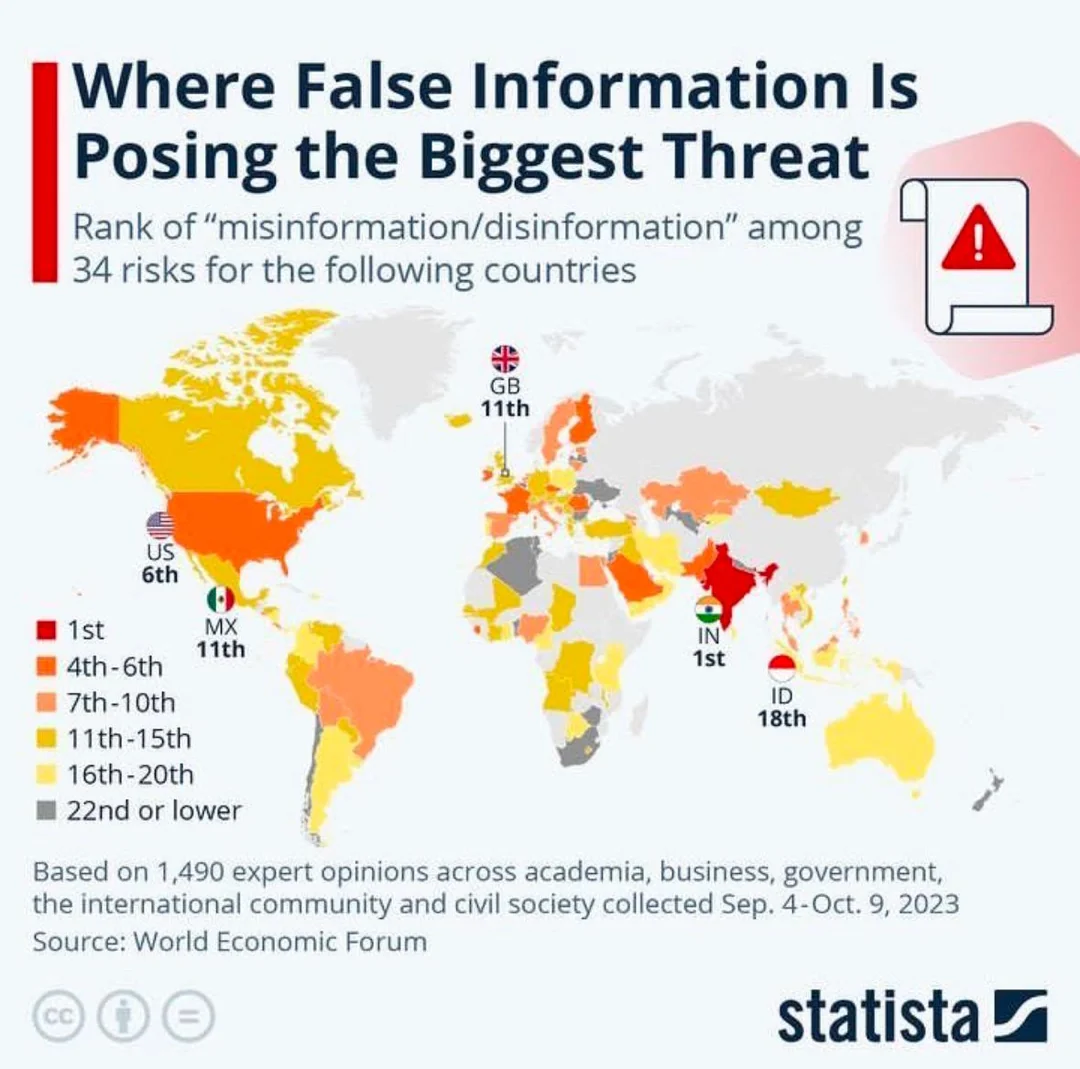 Where False Information Is
Posing the Biggest Threat
Rank of “misinformation/disinformation” among
34 risks for the following countries
GB
11th
US
6th
MX
11th
IN
1st
ID
18th
1st
4th-6th
7th-10th
11th-15th
16th-20th
22nd or lower
Based on 1,490 expert opinions across academia, business, government,
the international community and civil society collected Sep. 4-Oct. 9, 2023
Source: World Economic Forum
cc
statista